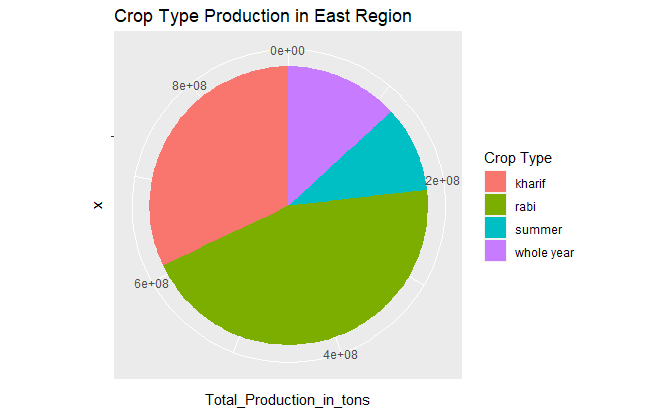 Crop Type Production in East Region
0e+00
8e+08
2e+08
6e+08
4e+08
x
Total_Production_in_tons
Crop Type
kharif
rabi
summer
whole year